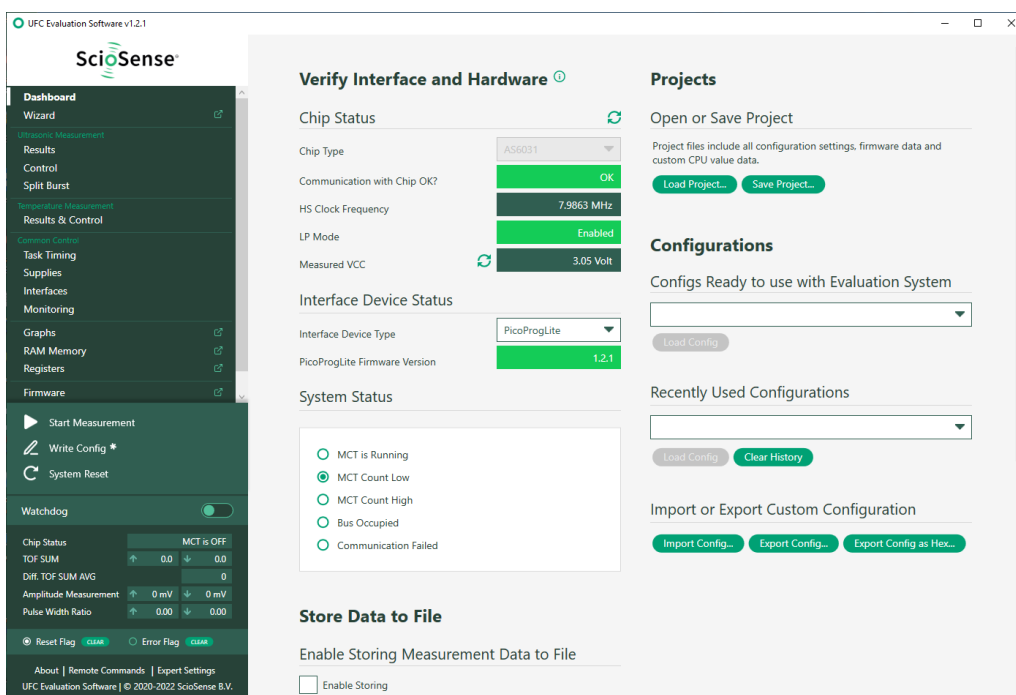 UFC Evaluation Software v1.2.1
ScioSense®
Dashboard
Wizard
Ultrasonic Measurement
Results
Control
Split Burst
Temperature Measurement
Results & Control
Common Control
Task Timing
Supplies
Interfaces
Monitoring
Graphs
RAM Memory
Registers
Firmware
Start Measurement
Write Config *
System Reset
Watchdog
Chip Status MCT is OFF
TOF SUM ↑ 0.0 ↓ 0.0
Diff. TOF SUM AVG 0
Amplitude Measurement ↑ 0 mV ↓ 0 mV
Pulse Width Ratio ↑ 0.00 ↓ 0.00
Reset Flag CLEAR Error Flag CLEAR
About | Remote Commands | Expert Settings
UFC Evaluation Software | © 2020-2022 ScioSense B.V.
Verify Interface and Hardware
Chip Status
Chip Type AS6031
Communication with Chip OK? OK
HS Clock Frequency 7.9863 MHz
LP Mode Enabled
Measured VCC 3.05 Volt
Interface Device Status
Interface Device Type PicoProgLite
PicoProgLite Firmware Version 1.2.1
System Status
MCT is Running
MCT Count Low
MCT Count High
Bus Occupied
Communication Failed
Store Data to File
Enable Storing Measurement Data to File
Enable Storing
Projects
Open or Save Project
Project files include all configuration settings, firmware data and
custom CPU value data.
Load Project... Save Project...
Configurations
Configs Ready to use with Evaluation System
Load Config
Recently Used Configurations
Load Config Clear History
Import or Export Custom Configuration
Import Config... Export Config... Export Config as Hex...